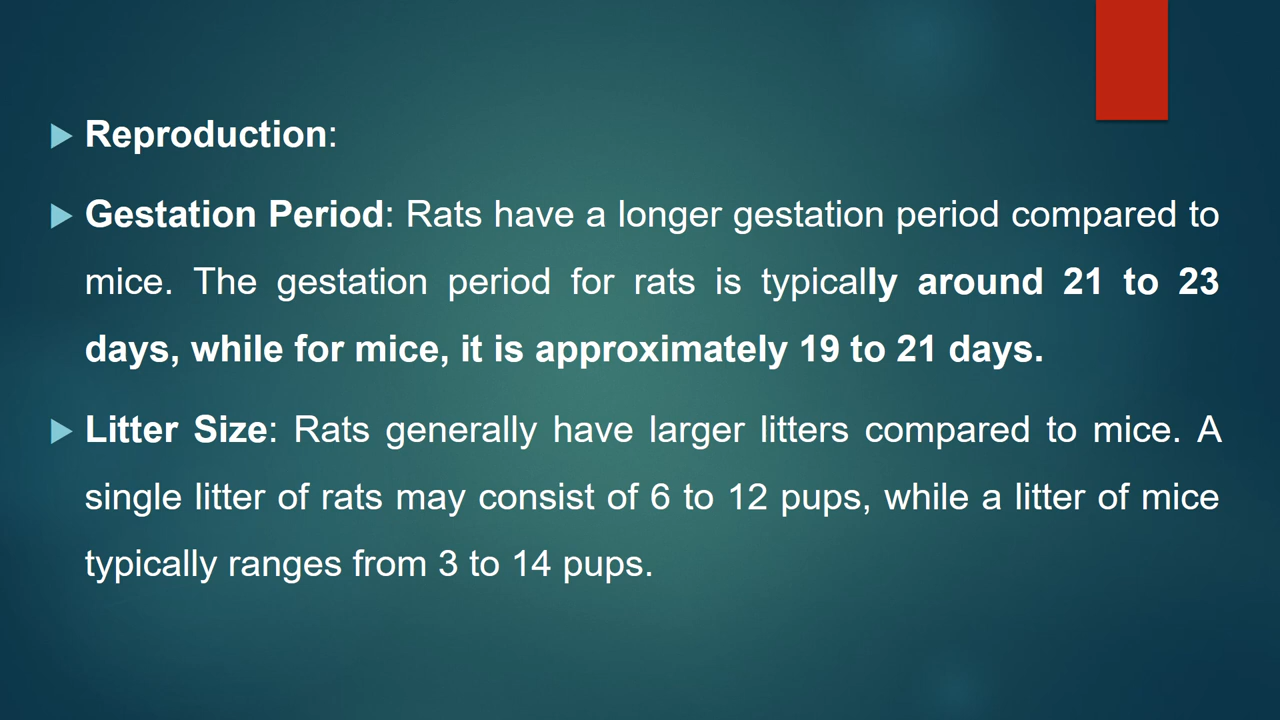 Reproduction:
Gestation Period: Rats have a longer gestation period compared to
mice. The gestation period for rats is typically around 21 to 23
days, while for mice, it is approximately 19 to 21 days.
Litter Size: Rats generally have larger litters compared to mice. A
single litter of rats may consist of 6 to 12 pups, while a litter of mice
typically ranges from 3 to 14 pups.